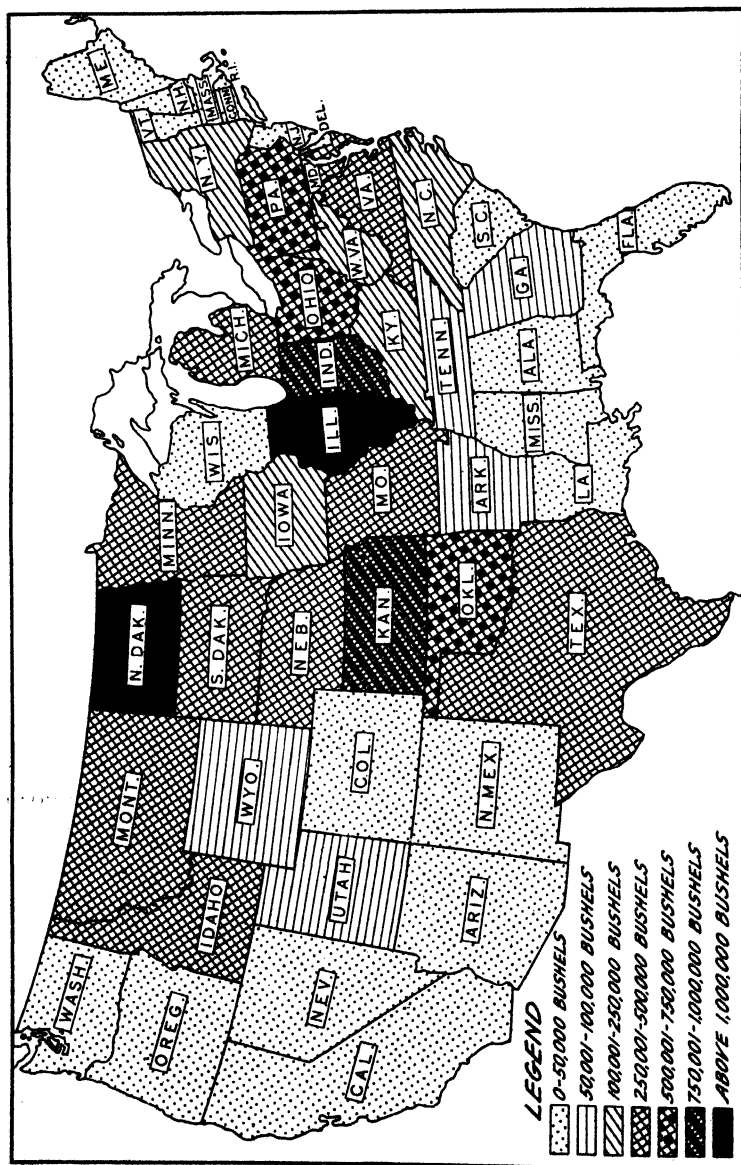 WASH.
OREG.
CAL.
NEV.
IDAHO
MONT.
WYO.
UTAH
ARIZ.
COL.
N.MEX.
N.DAK.
S.DAK.
NEB.
KAN.
OKL.
TEX.
MINN.
IOWA
MO.
ARK.
LA.
WIS.
ILL.
MISS.
MICH.
IND.
OHIO
KY.
TENN.
ALA.
GA.
FLA.
S.C.
N.C.
VA.
W.VA.
MD.
DEL.
PA.
N.J.
N.Y.
VT.
N.H.
ME.
MASS.
CONN.
R.I.
LEGEND
0-50,000 BUSHELS
50,001-100,000 BUSHELS
100,001-250,000 BUSHELS
250,001-500,000 BUSHELS
500,001-750,000 BUSHELS
750,001-1,000,000 BUSHELS
ABOVE 1,000,000 BUSHELS